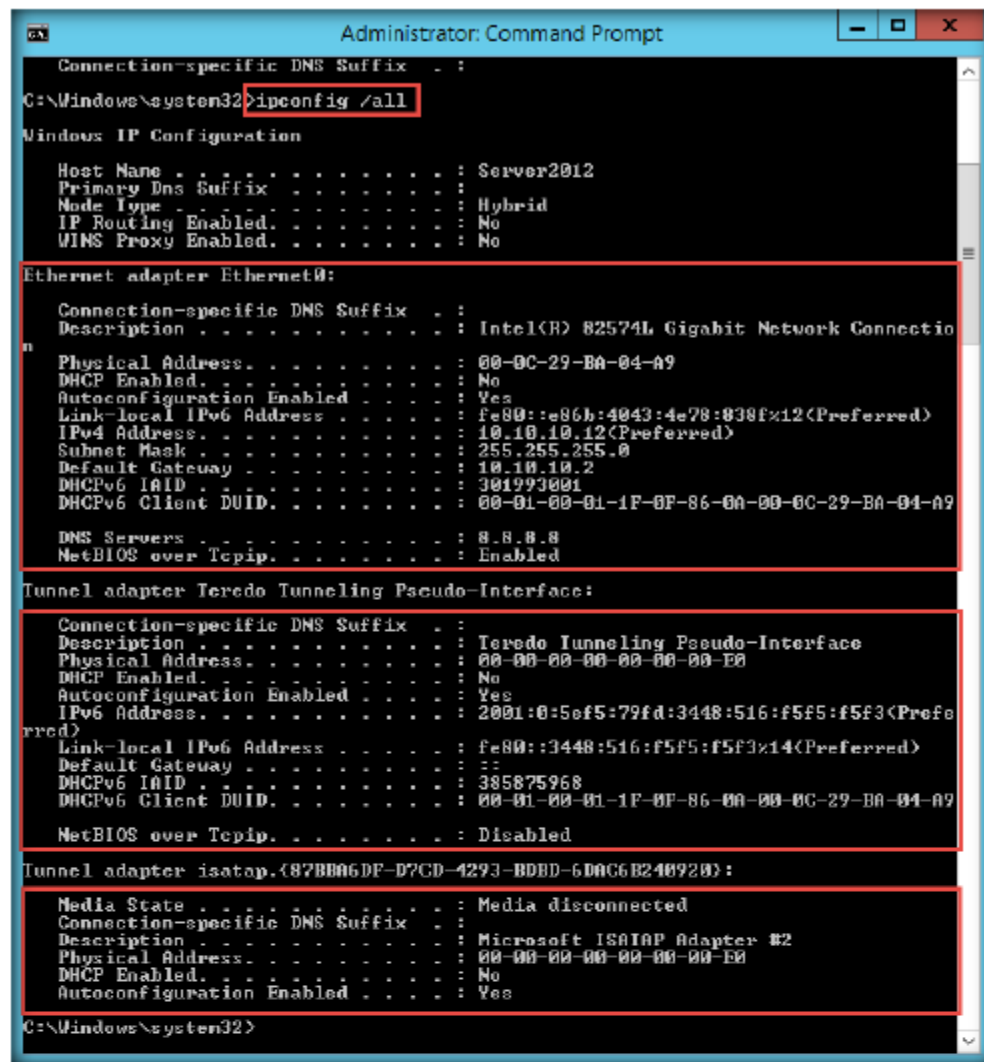 Administrator: Command Prompt
Connection-specific DNS Suffix . :
C:\Windows\system32>ipconfig /all
Windows IP Configuration
Host Name . . . . . . . . . . . . : Server2012
Primary Dns Suffix . . . . . . . :
Node Type . . . . . . . . . . . . : Hybrid
IP Routing Enabled. . . . . . . . : No
WINS Proxy Enabled. . . . . . . . : No
Ethernet adapter Ethernet0:
Connection-specific DNS Suffix . :
Description . . . . . . . . . . . : Intel(R) 82574L Gigabit Network Connectio
n
Physical Address. . . . . . . . . : 00-0C-29-BA-04-A9
DHCP Enabled. . . . . . . . . . . : No
Autoconfiguration Enabled . . . . : Yes
Link-local IPv6 Address . . . . . : fe80::e86b:4043:4e78:838f%12(Preferred)
IPv4 Address. . . . . . . . . . . : 10.10.10.12(Preferred)
Subnet Mask . . . . . . . . . . . : 255.255.255.0
Default Gateway . . . . . . . . . : 10.10.10.2
DHCPv6 IAID . . . . . . . . . . . : 301993001
DHCPv6 Client DUID. . . . . . . . : 00-01-00-01-1F-0F-86-0A-00-0C-29-BA-04-A9
DNS Servers . . . . . . . . . . . : 8.8.8.8
NetBIOS over Tcpip. . . . . . . . : Enabled
Tunnel adapter Teredo Tunneling Pseudo-Interface:
Connection-specific DNS Suffix . :
Description . . . . . . . . . . . : Teredo Tunneling Pseudo-Interface
Physical Address. . . . . . . . . : 00-00-00-00-00-00-00-E0
DHCP Enabled. . . . . . . . . . . : No
Autoconfiguration Enabled . . . . : Yes
IPv6 Address. . . . . . . . . . . : 2001:0:5ef5:79fd:3448:516:f5f5:f5f3(Prefe
rred)
Link-local IPv6 Address . . . . . : fe80::3448:516:f5f5:f5f3%14(Preferred)
Default Gateway . . . . . . . . . : ::
DHCPv6 IAID . . . . . . . . . . . : 385875968
DHCPv6 Client DUID. . . . . . . . : 00-01-00-01-1F-0F-86-0A-00-0C-29-BA-04-A9
NetBIOS over Tcpip. . . . . . . . : Disabled
Tunnel adapter isatap.{87BBA6DF-D7CD-4293-BDBD-6DAC6B240920}:
Media State . . . . . . . . . . . : Media disconnected
Connection-specific DNS Suffix . :
Description . . . . . . . . . . . : Microsoft ISATAP Adapter #2
Physical Address. . . . . . . . . : 00-00-00-00-00-00-00-E0
DHCP Enabled. . . . . . . . . . . : No
Autoconfiguration Enabled . . . . : Yes
C:\Windows\system32>